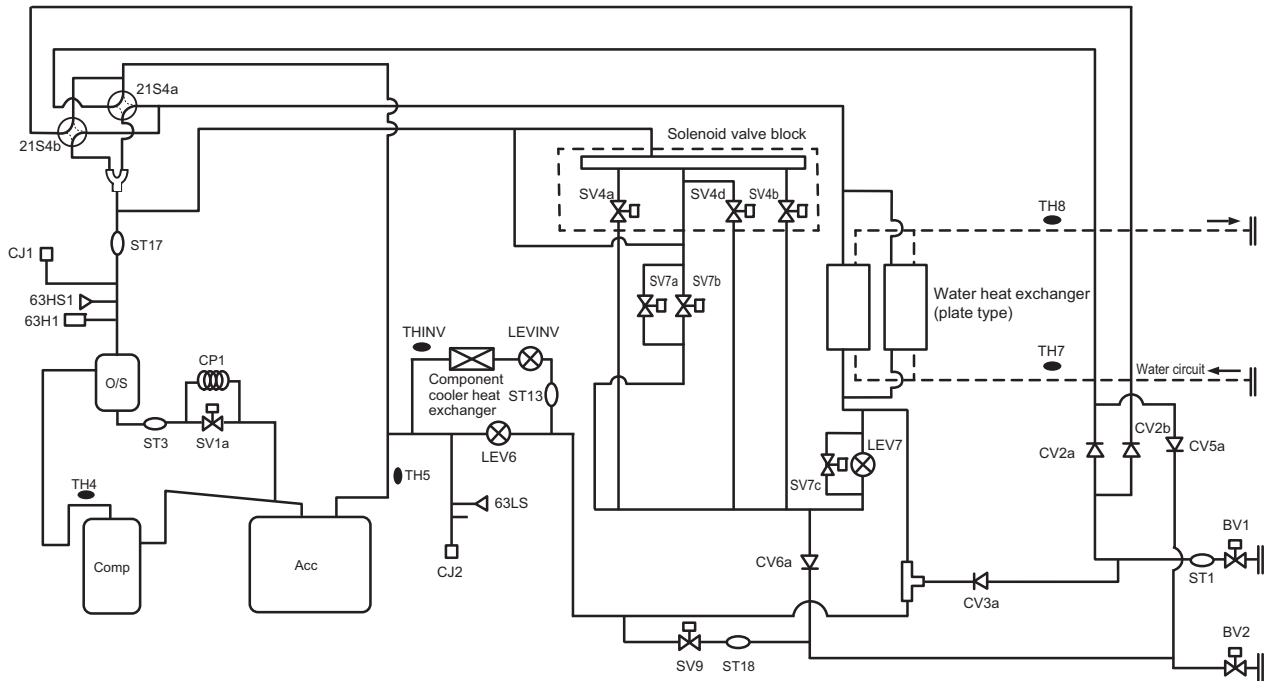 21S4a
21S4b
Solenoid valve block
SV4a
SV4d
SV4b
TH8
CJ1
ST17
SV7a
SV7b
63HS1
63H1
Water heat exchanger
(plate type)
THINV
LEVINV
TH7
CP1
O/S
Water circuit
Component
cooler heat
exchanger
ST13
ST3
SV1a
LEV6
LEV7
CV2a
CV2b
CV5a
SV7c
TH5
TH4
63LS
BV1
Comp
Acc
CJ2
CV6a
ST1
CV3a
BV2
SV9
ST18